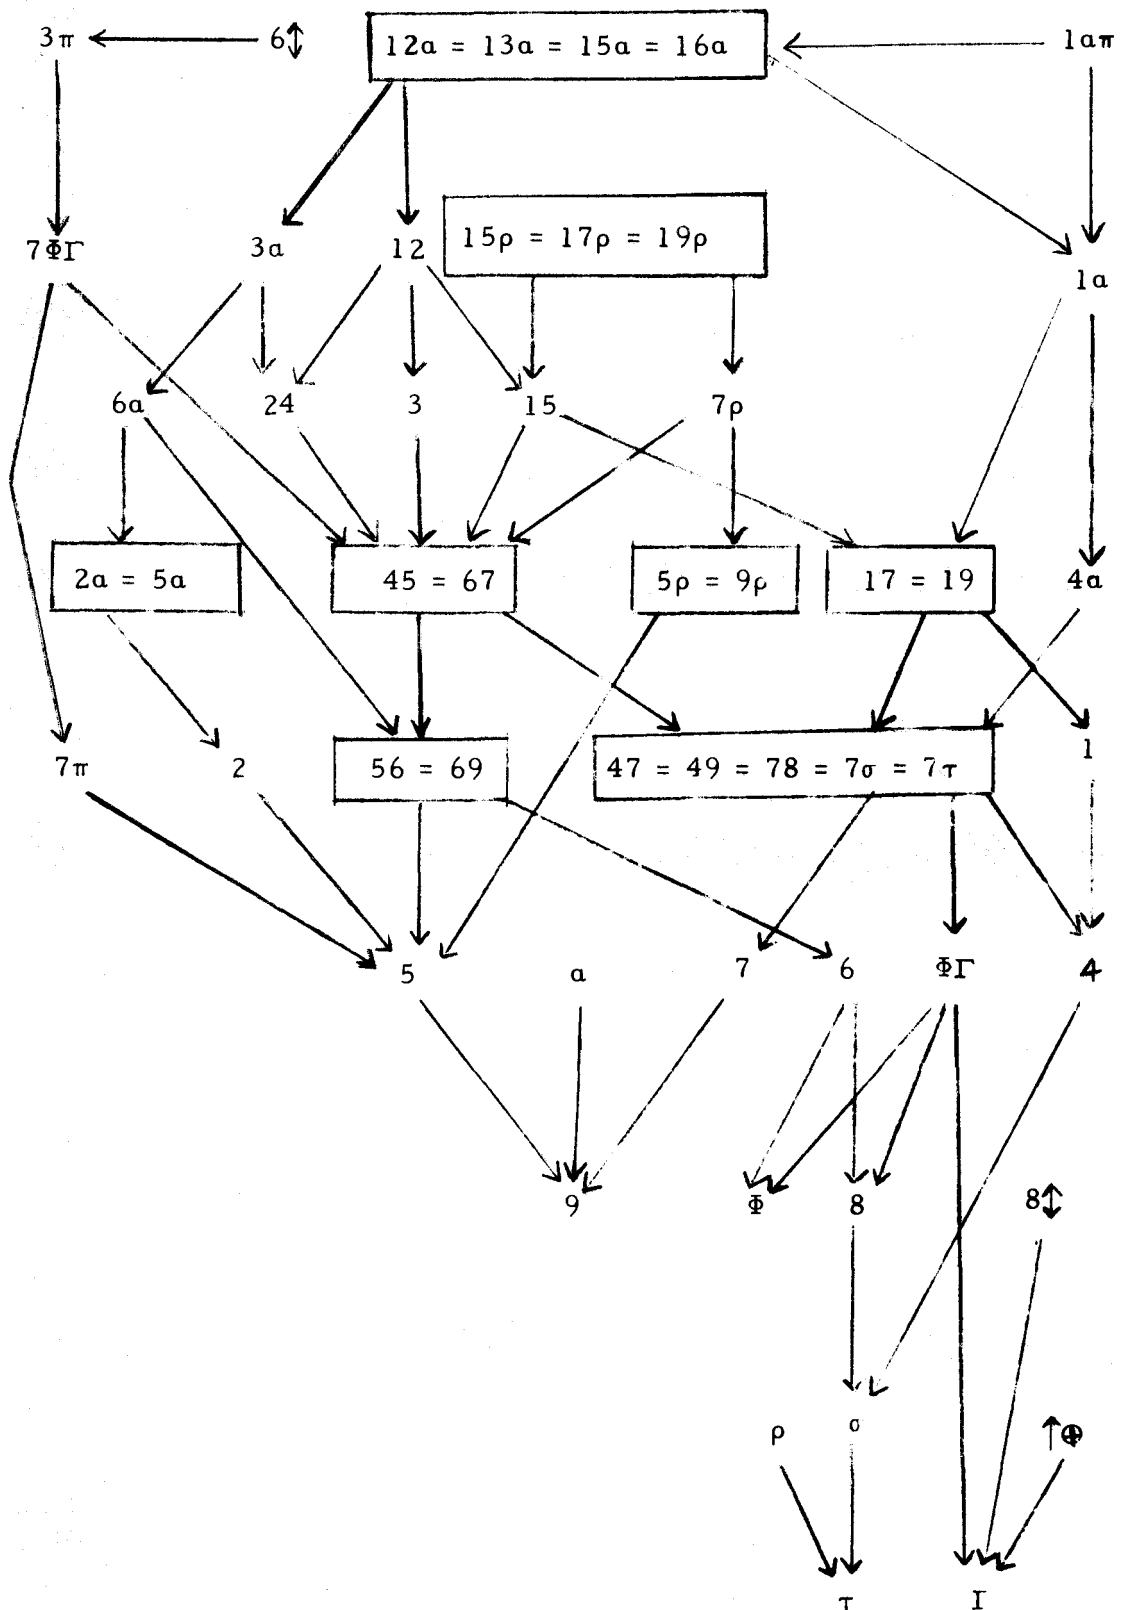 3π 6↕ 12a = 13a = 15a = 16a 1aπ
15ρ = 17ρ = 19ρ
7ΦΓ 3a 12 1a
6a 24 3 15 7ρ
2a = 5a 45 = 67 5ρ = 9ρ 17 = 19 4a
7π 2 56 = 69 47 = 49 = 78 = 7σ = 7τ 1
5 a 7 6 ΦΓ 4
9 Φ 8 8↕
ρ σ ↑⊕
τ Γ